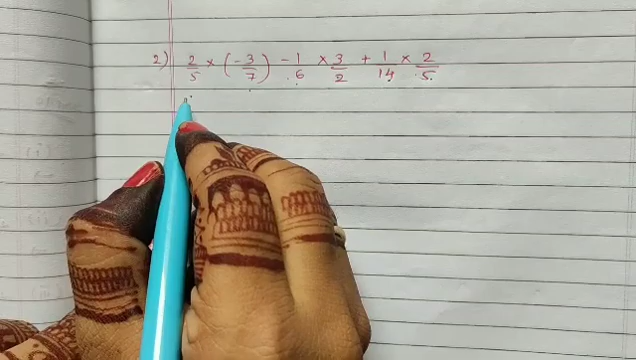 2) 2/5 × (-3/7) - 1/6 × 3/2 + 1/14 × 2/5